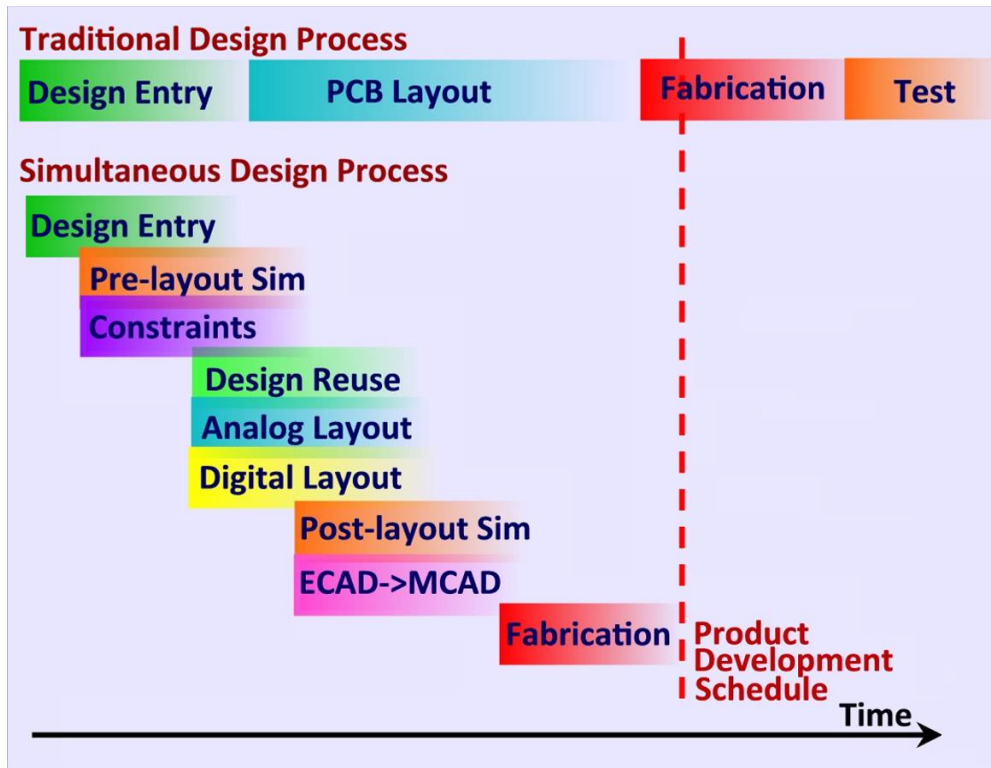 Traditional Design Process
Design Entry
PCB Layout
Fabrication
Test
Simultaneous Design Process
Design Entry
Pre-layout Sim
Constraints
Design Reuse
Analog Layout
Digital Layout
Post-layout Sim
ECAD->MCAD
Fabrication
Product
Development
Schedule
Time